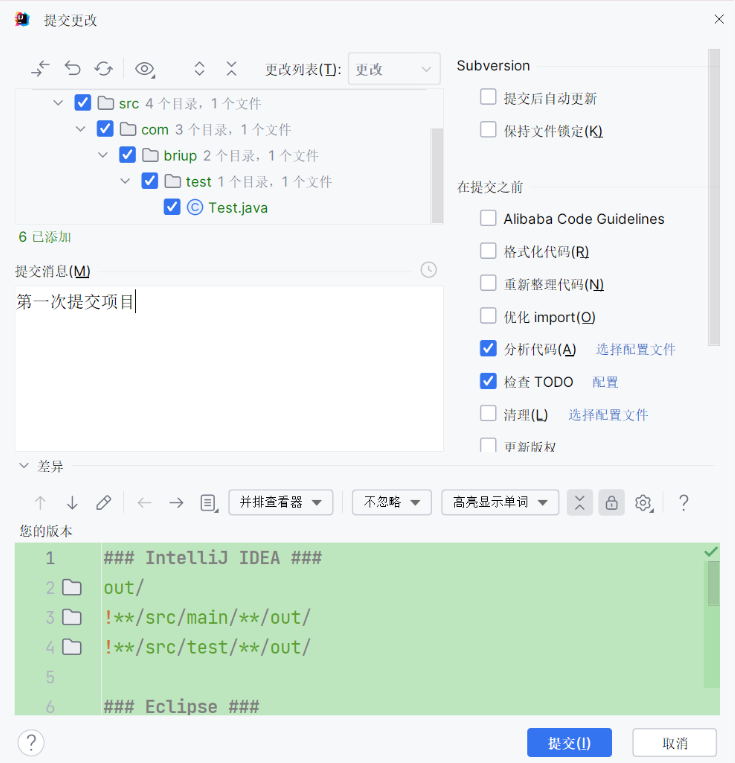 提交更改
更改列表(T): 更改
src 4 个目录，1 个文件
com 3 个目录，1 个文件
briup 2 个目录，1 个文件
test 1 个目录，1 个文件
Test.java
6 已添加
提交消息(M)
第一次提交项目
Subversion
提交后自动更新
保持文件锁定(K)
在提交之前
Alibaba Code Guidelines
格式化代码(R)
重新整理代码(N)
优化 import(O)
分析代码(A) 选择配置文件
检查 TODO 配置
清理(L) 选择配置文件
更新版权
差异
并排查看器 不忽略 高亮显示单词 ?
您的版本
1 ### IntelliJ IDEA ###
2 out/
3 !**/src/main/**/out/
4 !**/src/test/**/out/
5
6 ### Eclipse ###
? 提交(I) 取消